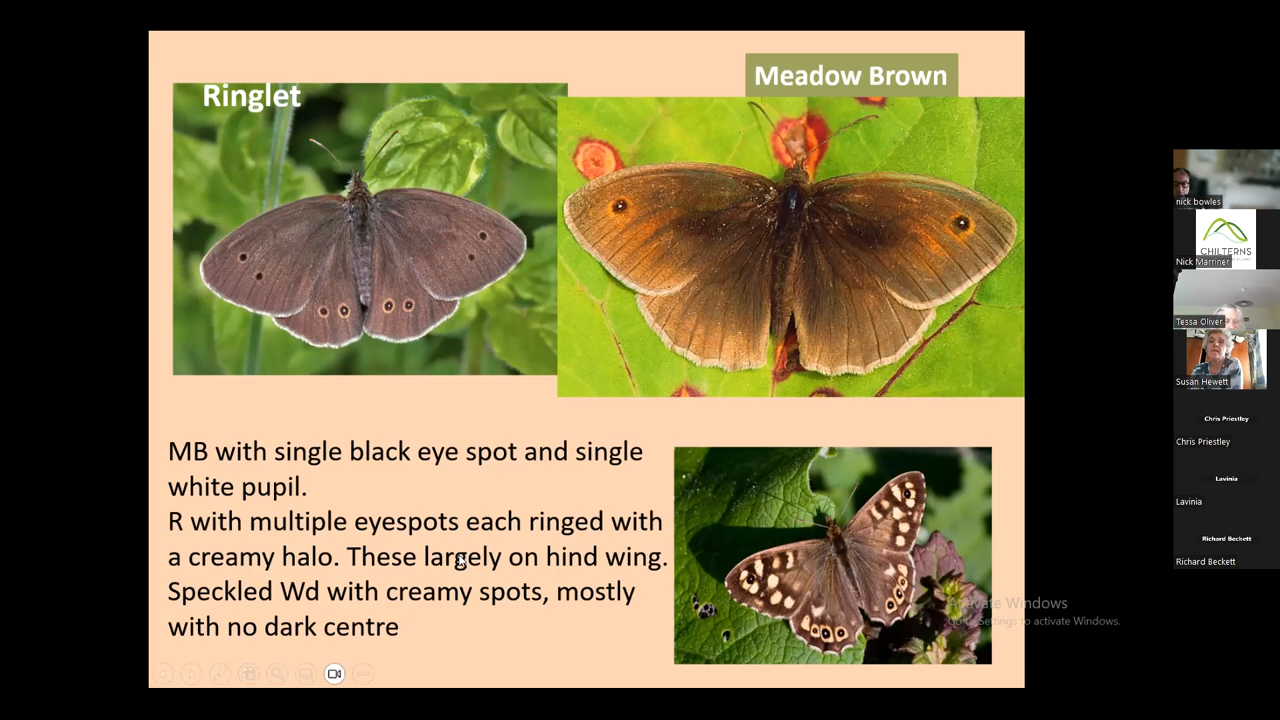 Ringlet
Meadow Brown
MB with single black eye spot and single
white pupil.
R with multiple eyespots each ringed with
a creamy halo. These largely on hind wing.
Speckled Wd with creamy spots, mostly
with no dark centre
nick bowles
CHILTERNS
Nick Marriner
Tessa Oliver
Susan Hewett
Chris Priestley
Chris Priestley
Lavinia
Lavinia
Richard Beckett
Richard Beckett
Activate Windows
Go to Settings to activate Windows.